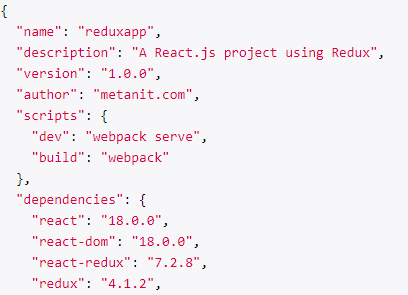 {
"name": "reduxapp",
"description": "A React.js project using Redux",
"version": "1.0.0",
"author": "metanit.com",
"scripts": {
"dev": "webpack serve",
"build": "webpack"
},
"dependencies": {
"react": "18.0.0",
"react-dom": "18.0.0",
"react-redux": "7.2.8",
"redux": "4.1.2",